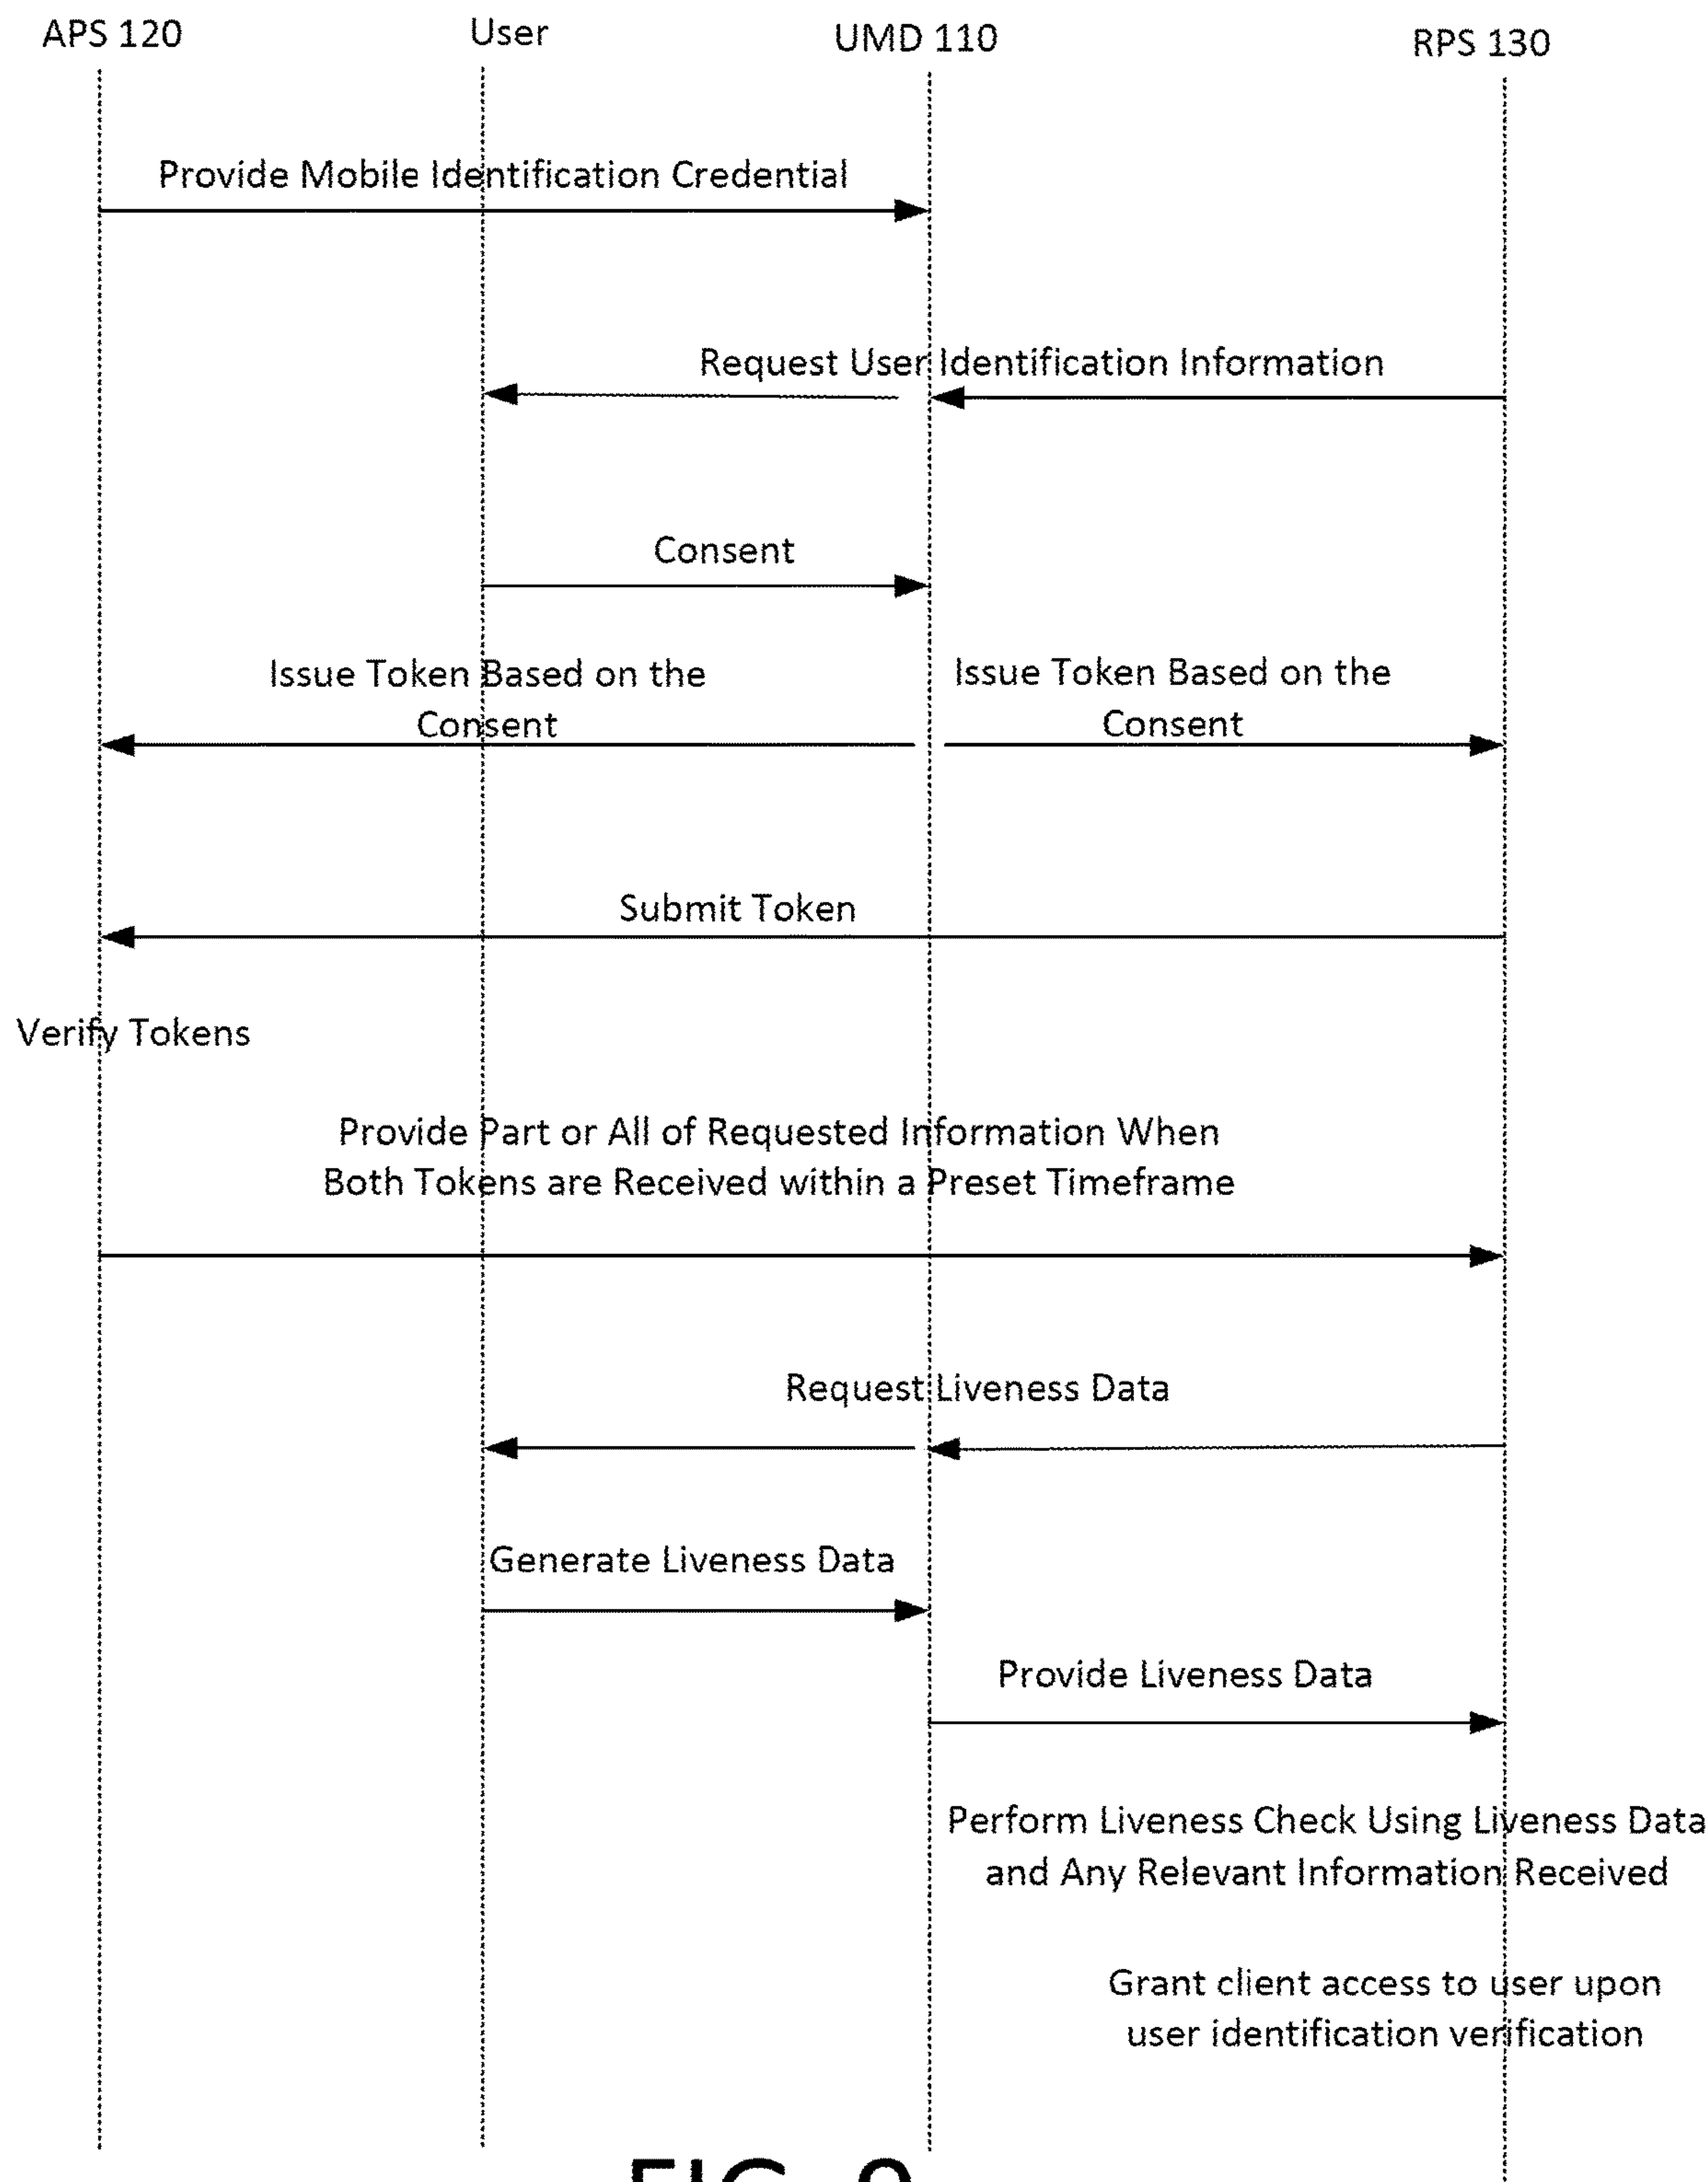 APS 120
User
UMD 110
RPS 130
Provide Mobile Identification Credential
Request User Identification Information
Consent
Issue Token Based on the
Consent
Issue Token Based on the
Consent
Submit Token
Verify Tokens
Provide Part or All of Requested Information When
Both Tokens are Received within a Preset Timeframe
Request Liveness Data
Generate Liveness Data
Provide Liveness Data
Perform Liveness Check Using Liveness Data
and Any Relevant Information Received
Grant client access to user upon
user identification verification
FIG.